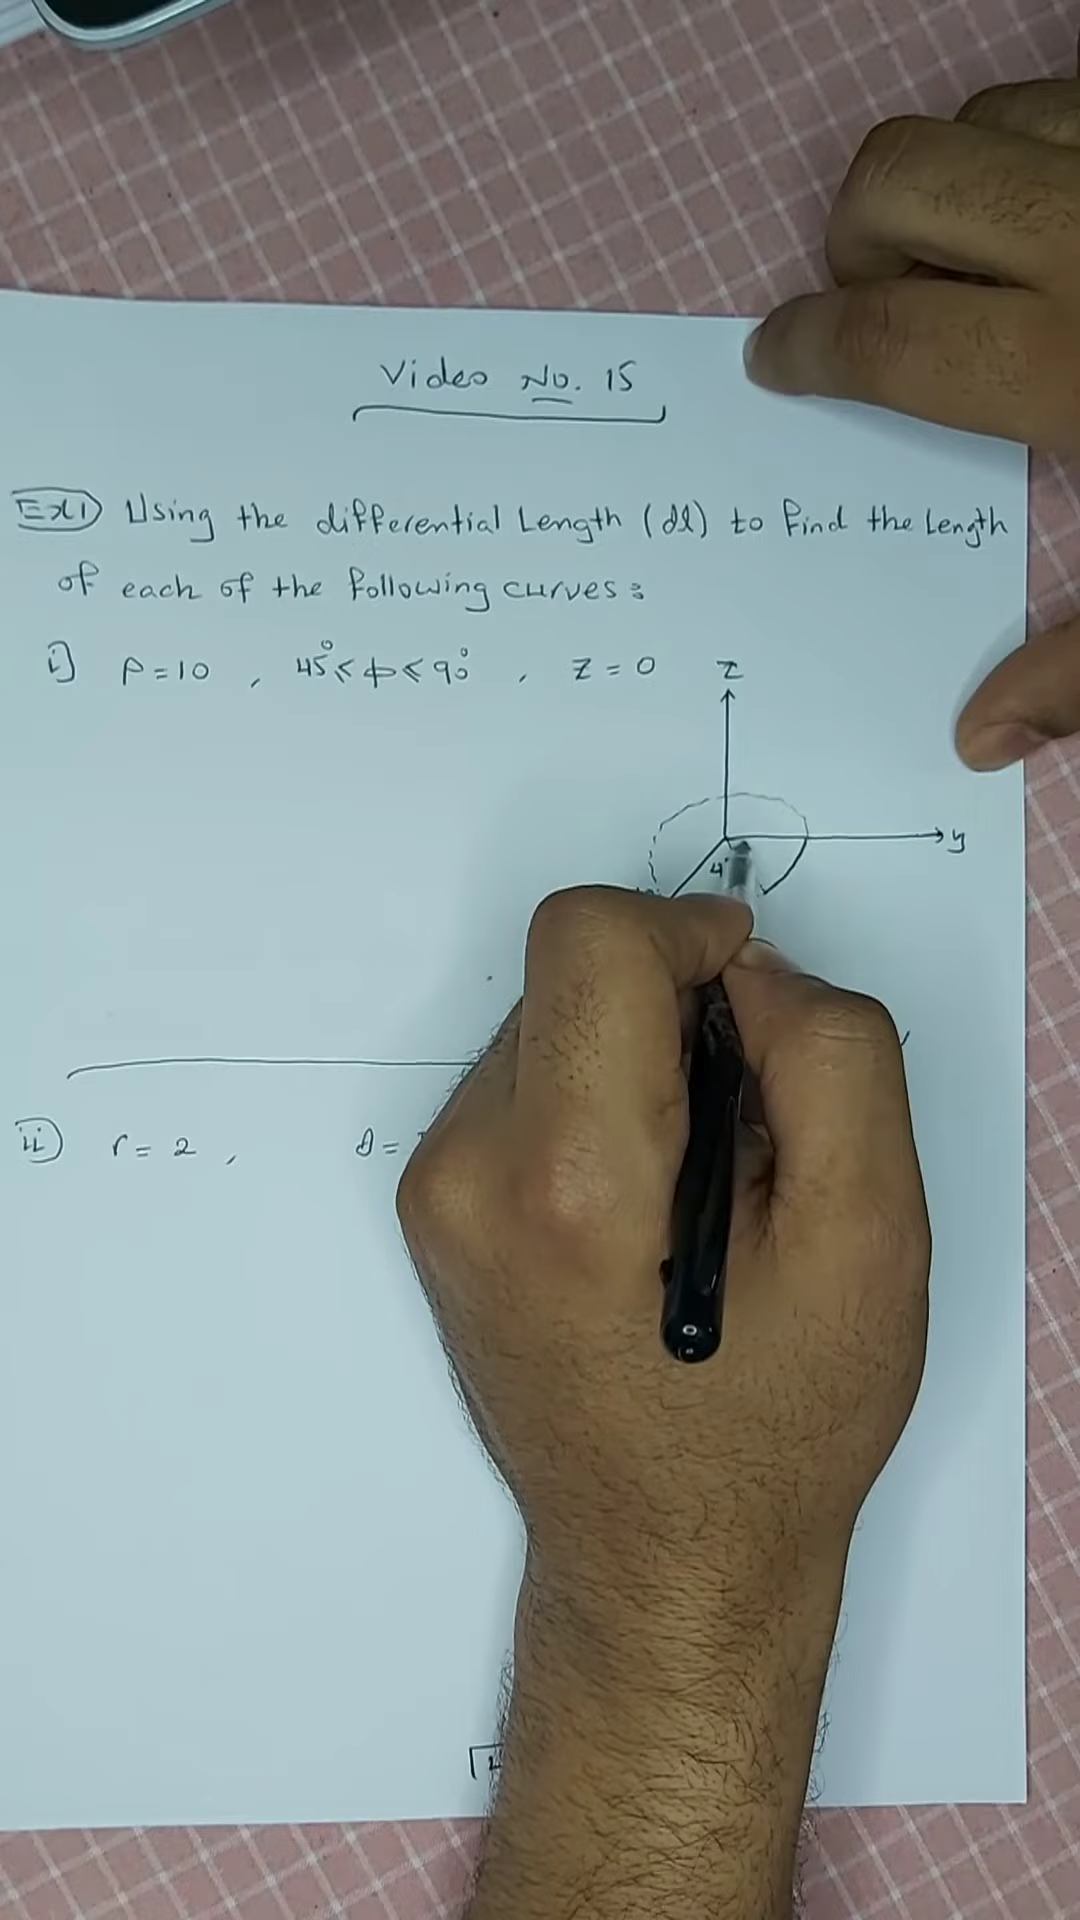 Video No. 15
Ex1 Using the differential Length (dl) to find the Length
of each of the following curves:
i) ρ = 10 , 45° ≤ ϕ ≤ 90° , Z = 0
Z
y
ii) r = 2 , θ =